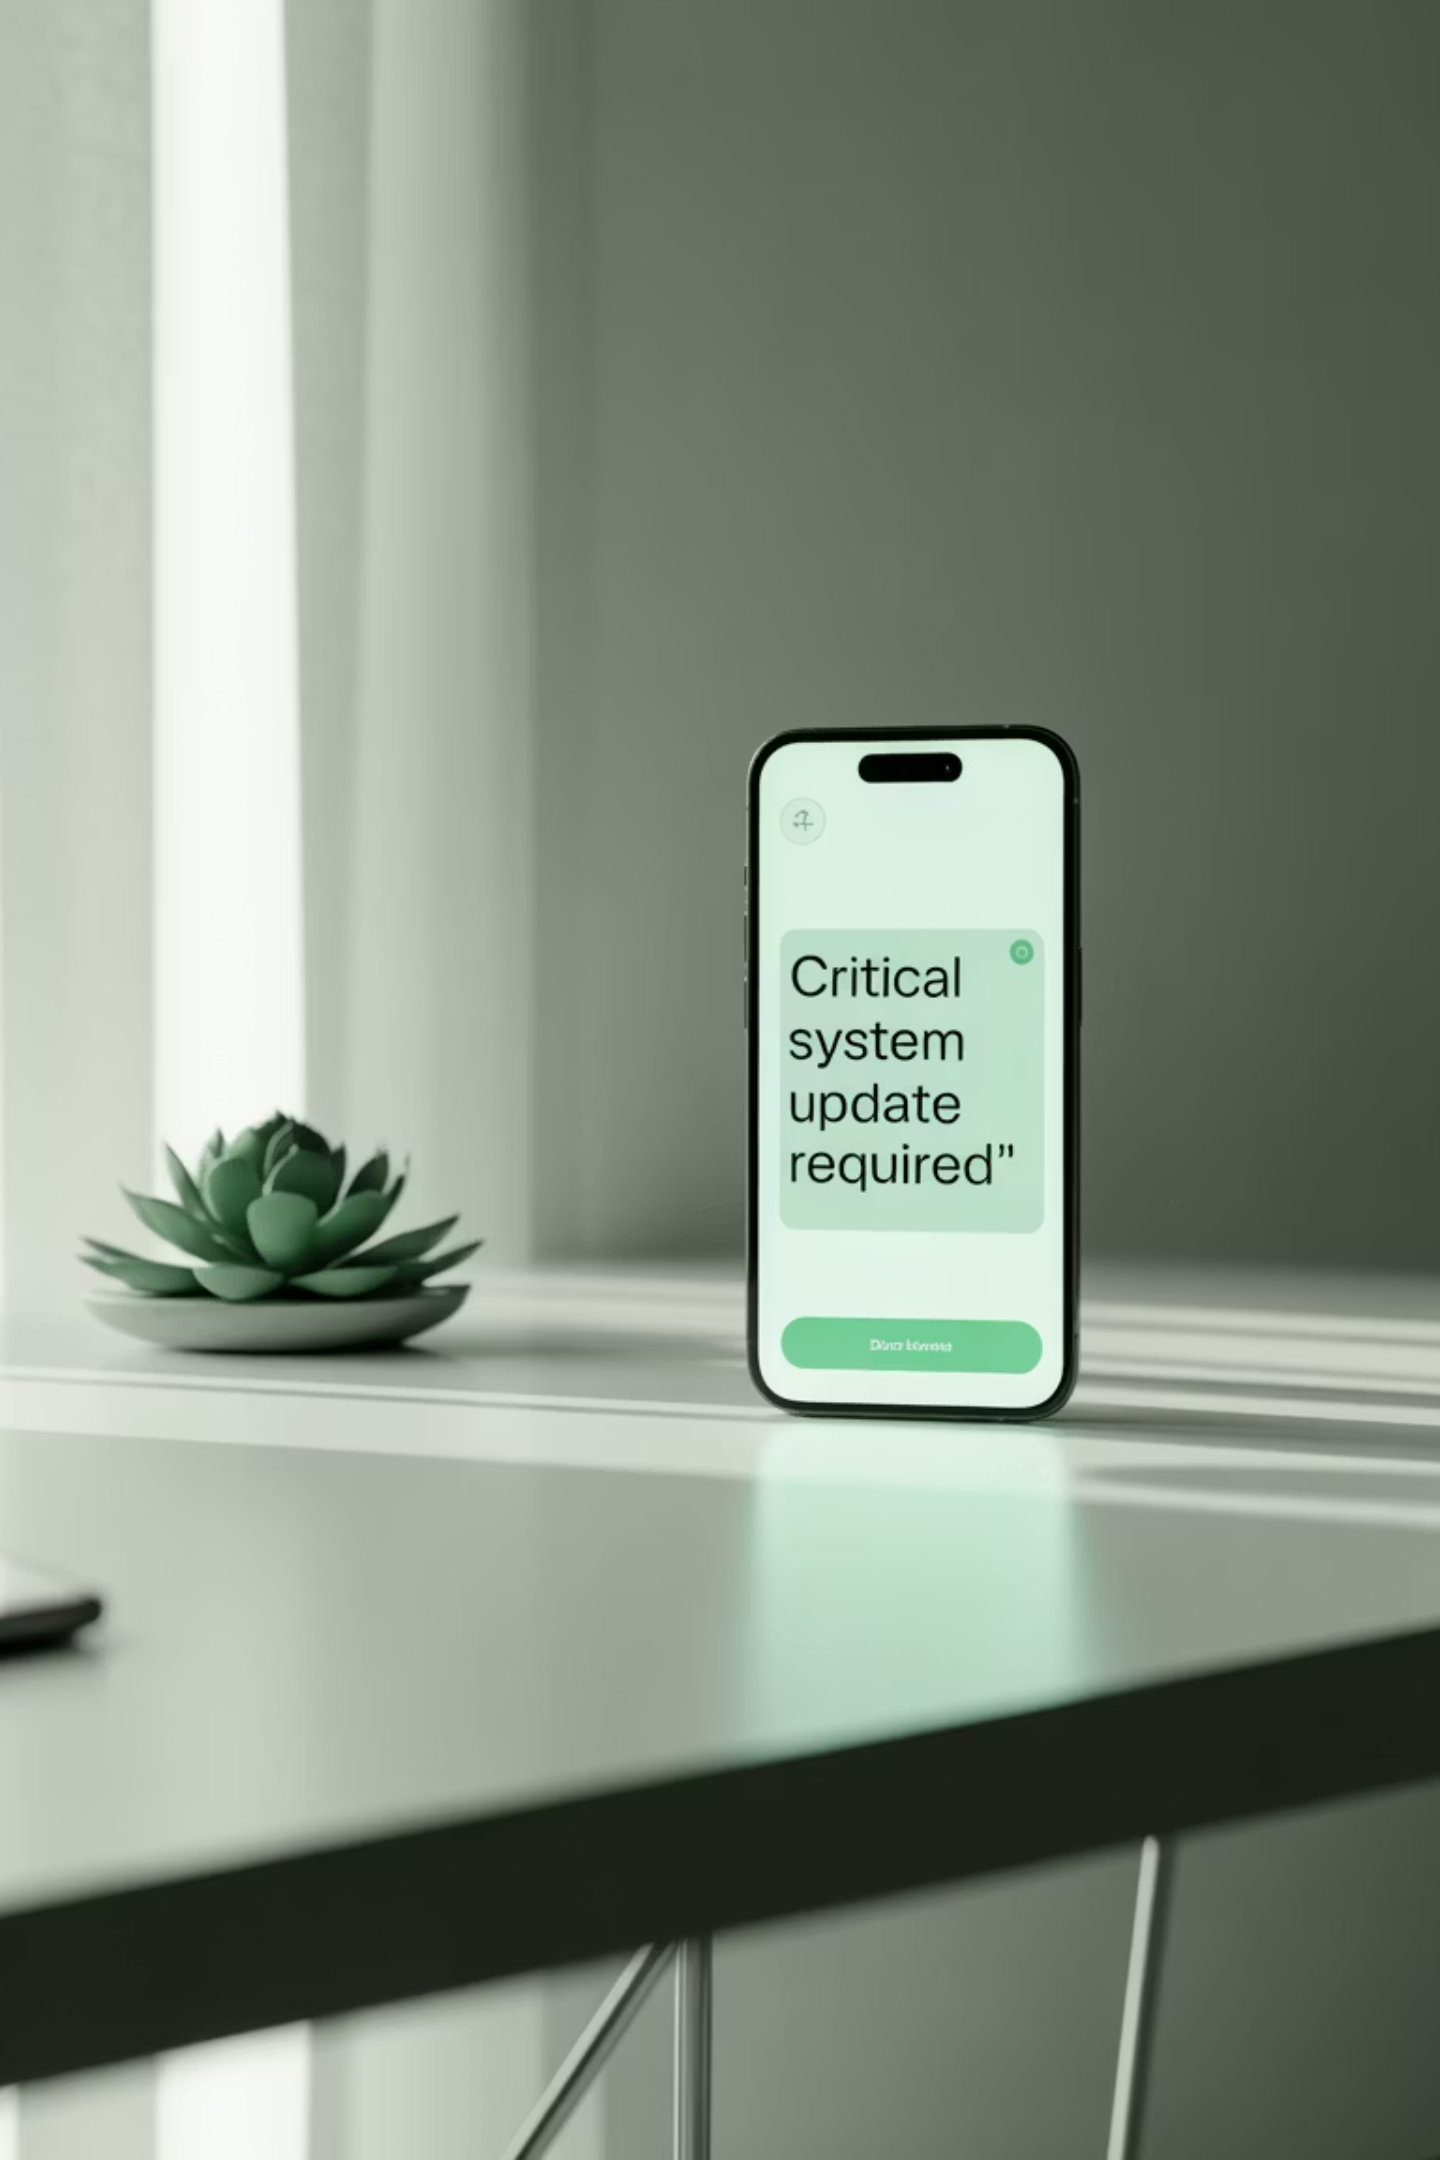 Critical
system
update
required”